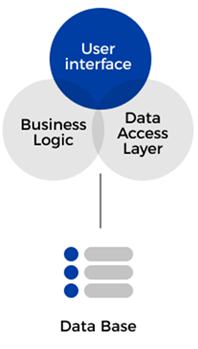 User
interface
Business
Logic
Data
Access
Layer
Data Base